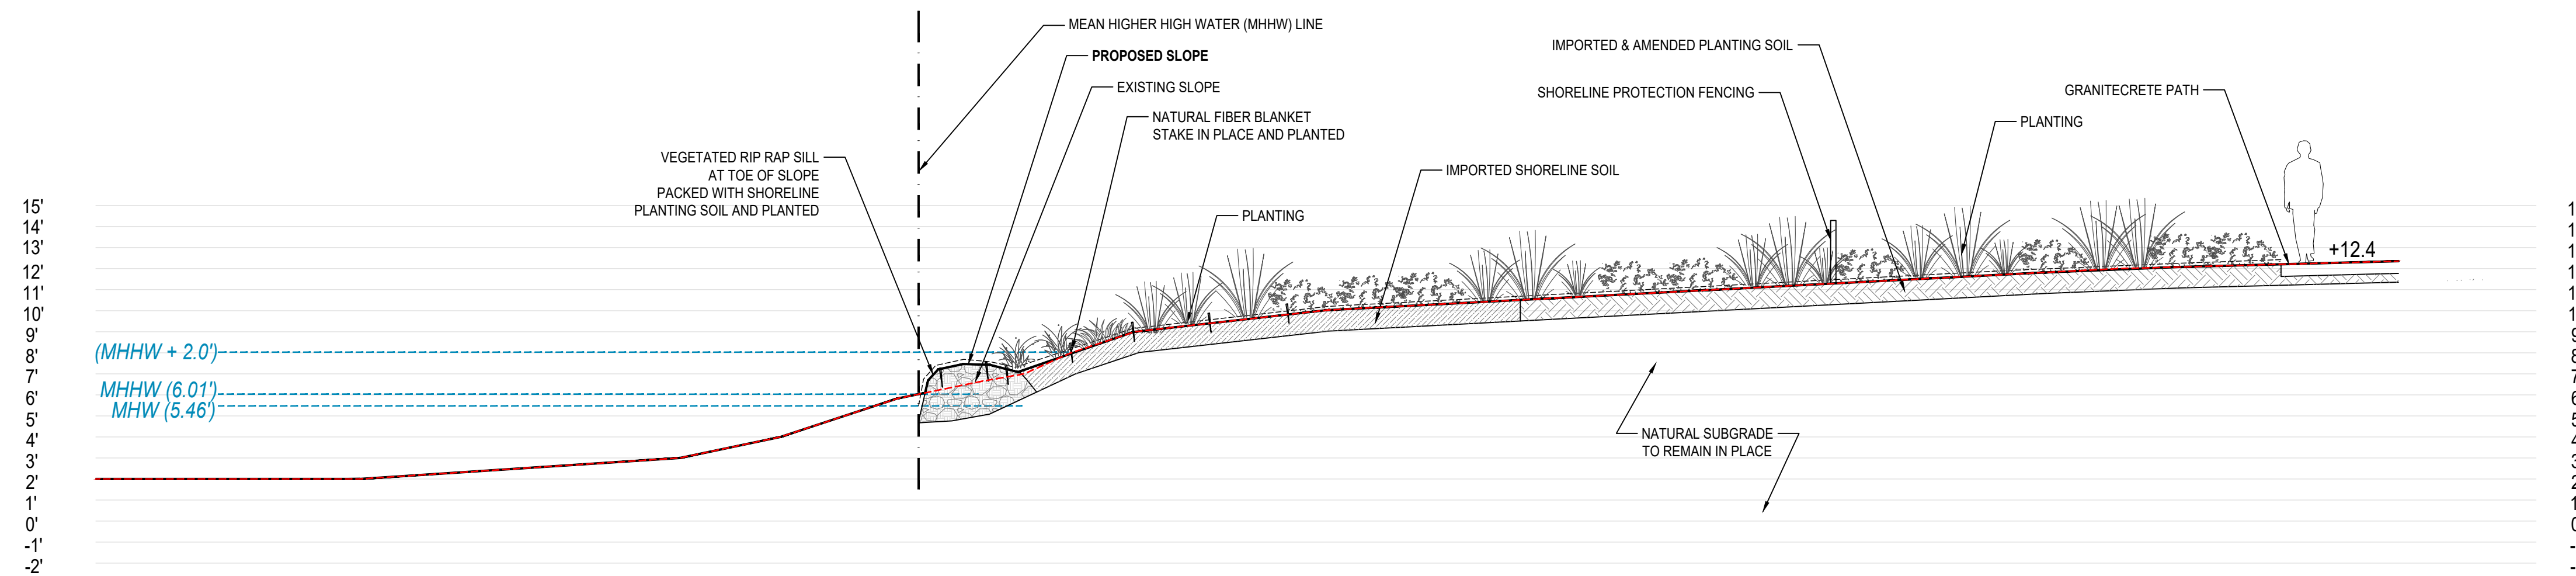 MEAN HIGHER HIGH WATER (MHHW) LINE
PROPOSED SLOPE
EXISTING SLOPE
NATURAL FIBER BLANKET
STAKE IN PLACE AND PLANTED
IMPORTED & AMENDED PLANTING SOIL
SHORELINE PROTECTION FENCING
GRANITECRETE PATH
PLANTING
VEGETATED RIP RAP SILL
AT TOE OF SLOPE
PACKED WITH SHORELINE
PLANTING SOIL AND PLANTED
IMPORTED SHORELINE SOIL
PLANTING
+12.4
15'
14'
13'
12'
11'
10'
9'
8'
7'
6'
5'
4'
3'
2'
1'
0'
-1'
-2'
(MHHW + 2.0')
MHHW (6.01')
MHW (5.46')
NATURAL SUBGRADE
TO REMAIN IN PLACE